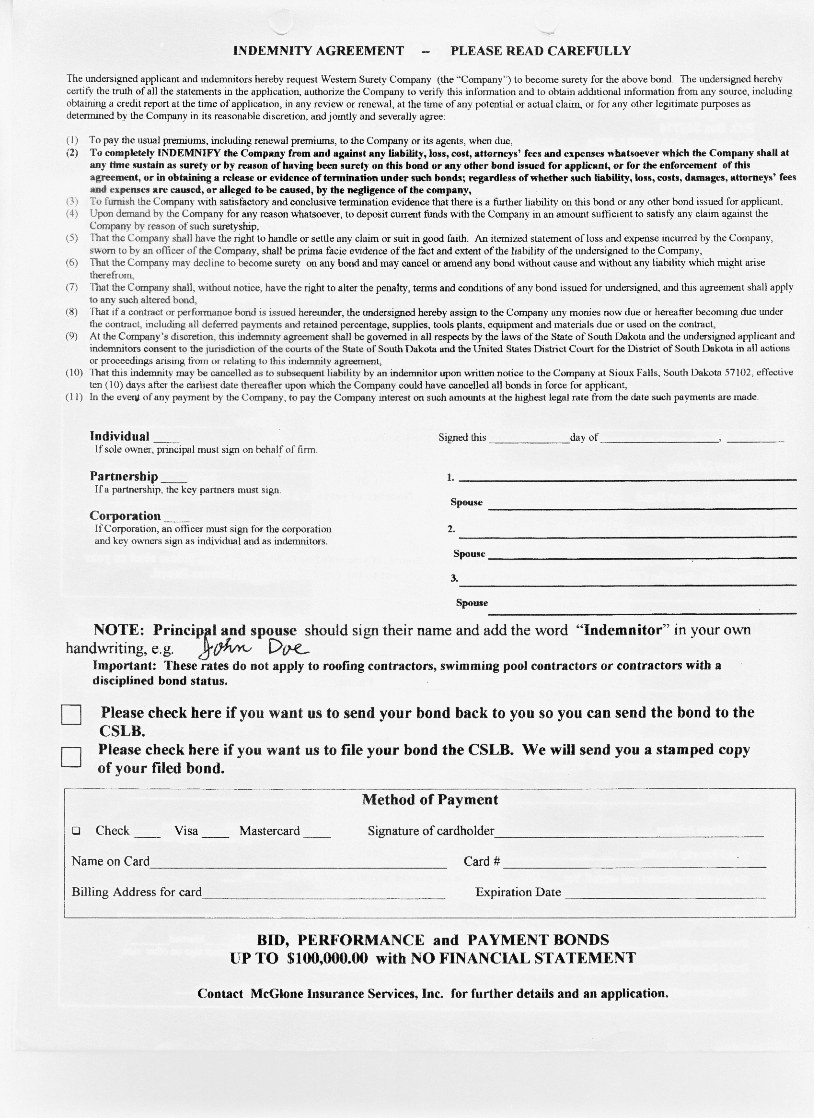 INDEMNITY AGREEMENT -- PLEASE READ CAREFULLY
The undersigned applicant and indemnitors hereby request Western Surety Company (the "Company") to become surety for the above bond. The undersigned hereby
certify the truth of all the statements in the application, authorize the Company to verify this information and to obtain additional information from any source, including
obtaining a credit report at the time of application, in any review or renewal, at the time of any potential or actual claim, or for any other legitimate purposes as
determined by the Company in its reasonable discretion, and jontly and severally agree:
(1) To pay the usual premiums, including renewal premiums, to the Company or its agents, when due,
(2) To completely INDEMNIFY the Company from and against any liability, loss, cost, attorneys' fees and expenses whatsoever which the Company shall at
any time sustain as surety or by reason of having been surety on this bond or any other bond issued for applicant, or for the enforcement of this
agreement, or in obtaining a release or evidence of termination under such bonds; regardless of whether such liability, loss, costs, damages, attorneys' fees
and expenses are caused, or alleged to be caused, by the negligence of the company,
(3) To furnish the Company with satisfactory and conclusive termination evidence that there is a further liability on this bond or any other bond issued for applicant,
(4) Upon demand by the Company for any reason whatsoever, to deposit current funds with the Company in an amount sufficient to satisfy any claim against the
Company by reason of such suretyship,
(5) That the Company shall have the right to handle or settle any claim or suit in good faith. An itemized statement of loss and expense incurred by the Company,
sworn to by an officer of the Company, shall be prima facie evidence of the fact and extent of the liability of the undersigned to the Company,
(6) That the Company may decline to become surety on any bond and may cancel or amend any bond without cause and without any liability which might arise
therefrom,
(7) That the Company shall, without notice, have the right to alter the penalty, terms and conditions of any bond issued for undersigned, and this agreement shall apply
to any such altered bond,
(8) That if a contract or performance bond is issued hereunder, the undersigned hereby assign to the Company any monies now due or hereafter becoming due under
the contract, including all deferred payments and retained percentage, supplies, tools plants, equipment and materials due or used on the contract,
(9) At the Company's discretion, this indemnity agreement shall be governed in all respects by the laws of the State of South Dakota and the undersigned applicant and
indemnitors consent to the jurisdiction of the courts of the State of South Dakota and the United States District Court for the District of South Dakota in all actions
or proceedings arising from or relating to this indemnity agreement,
(10) That this indemnity may be cancelled as to subsequent liability by an indemnitor upon written notice to the Company at Sioux Falls, South Dakota 57102, effective
ten (10) days after the earliest date thereafter upon which the Company could have cancelled all bonds in force for applicant,
(11) In the event of any payment by the Company, to pay the Company interest on such amounts at the highest legal rate from the date such payments are made.
Individual ____ Signed this ____________day of __________________, _________
If sole owner, principal must sign on behalf of firm.
Partnership ____ 1.
If a partnership, the key partners must sign.
Spouse
Corporation ____
If Corporation, an officer must sign for the corporation 2.
and key owners sign as individual and as indemnitors.
Spouse
3.
Spouse
NOTE: Principal and spouse should sign their name and add the word "Indemnitor" in your own
handwriting, e.g. John Doe
Important: These rates do not apply to roofing contractors, swimming pool contractors or contractors with a
disciplined bond status.
Please check here if you want us to send your bond back to you so you can send the bond to the
CSLB.
Please check here if you want us to file your bond the CSLB. We will send you a stamped copy
of your filed bond.
Method of Payment
Check ____ Visa ____ Mastercard ____ Signature of cardholder
Name on Card Card #
Billing Address for card Expiration Date
BID, PERFORMANCE and PAYMENT BONDS
UP TO $100,000.00 with NO FINANCIAL STATEMENT
Contact McGlone Insurance Services, Inc. for further details and an application.